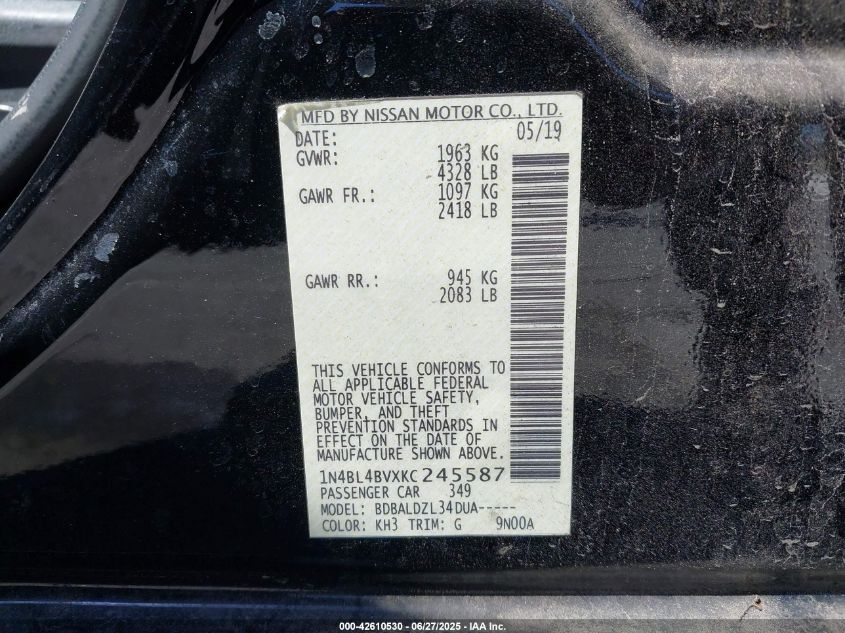 MFD BY NISSAN MOTOR CO., LTD.
DATE: 05/19
GVWR: 1963 KG
4328 LB
GAWR FR.: 1097 KG
2418 LB
GAWR RR.: 945 KG
2083 LB
THIS VEHICLE CONFORMS TO
ALL APPLICABLE FEDERAL
MOTOR VEHICLE SAFETY,
BUMPER, AND THEFT
PREVENTION STANDARDS IN
EFFECT ON THE DATE OF
MANUFACTURE SHOWN ABOVE.
1N4BL4BVXKC245587
PASSENGER CAR 349
MODEL: BDBALDZL34DUA-----
COLOR: KH3 TRIM: G 9N00A
000-42610530 - 06/27/2025 - IAA Inc.